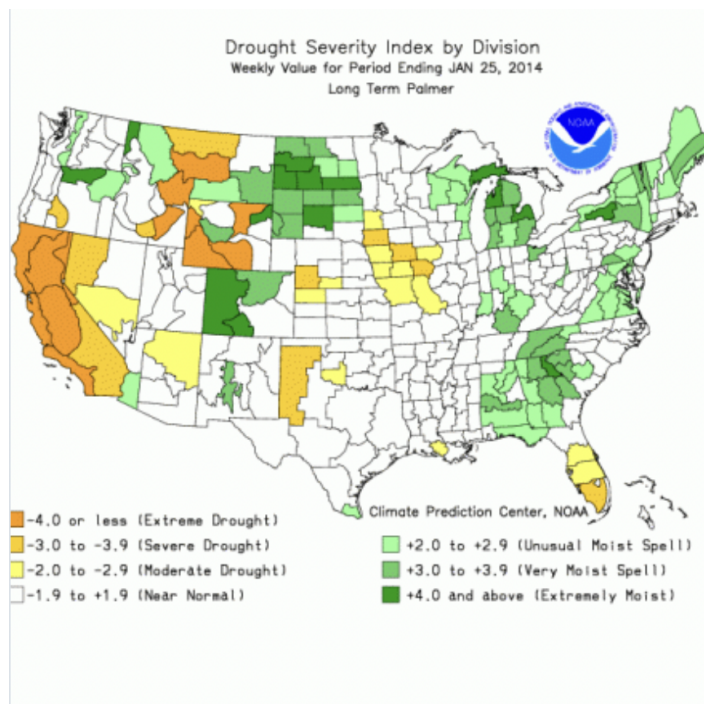 Drought Severity Index by Division
Weekly Value for Period Ending JAN 25, 2014
Long Term Palmer
NOAA
Climate Prediction Center, NOAA
-4.0 or less (Extreme Drought)
-3.0 to -3.9 (Severe Drought)
-2.0 to -2.9 (Moderate Drought)
-1.9 to +1.9 (Near Normal)
+2.0 to +2.9 (Unusual Moist Spell)
+3.0 to +3.9 (Very Moist Spell)
+4.0 and above (Extremely Moist)